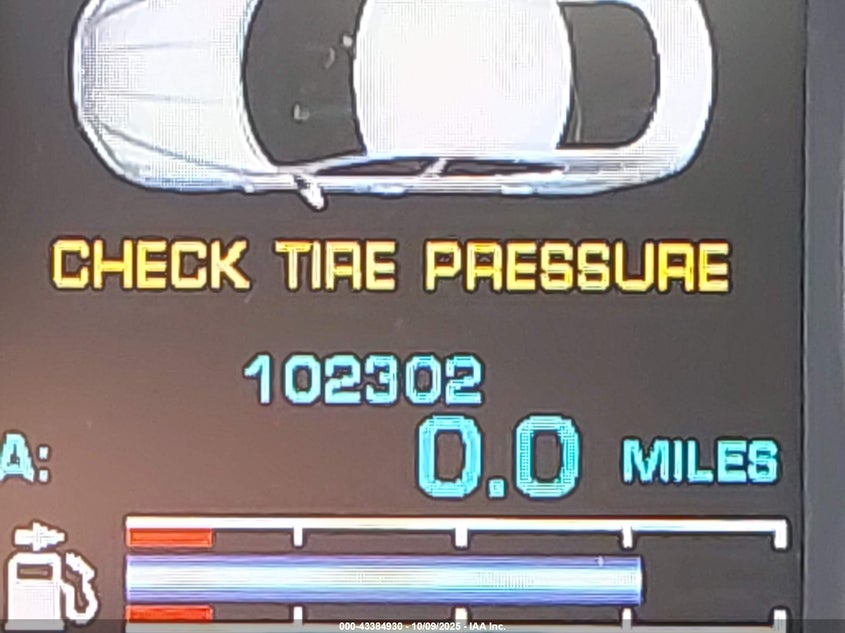 CHECK TIRE PRESSURE
102302
A: 0.0 MILES
000-43384930 - 10/09/2025 - IAA Inc.